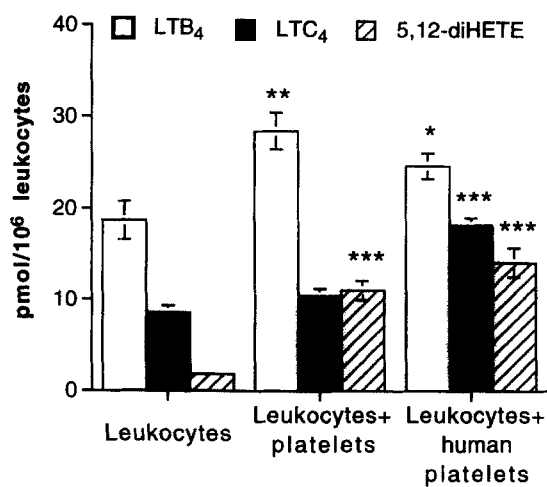 40
LTB4 LTC4 5,12-diHETE
pmol/10⁶ leukocytes
30
20
10
0
** * *** *** ***
Leukocytes
Leukocytes+
platelets
Leukocytes+
human
platelets